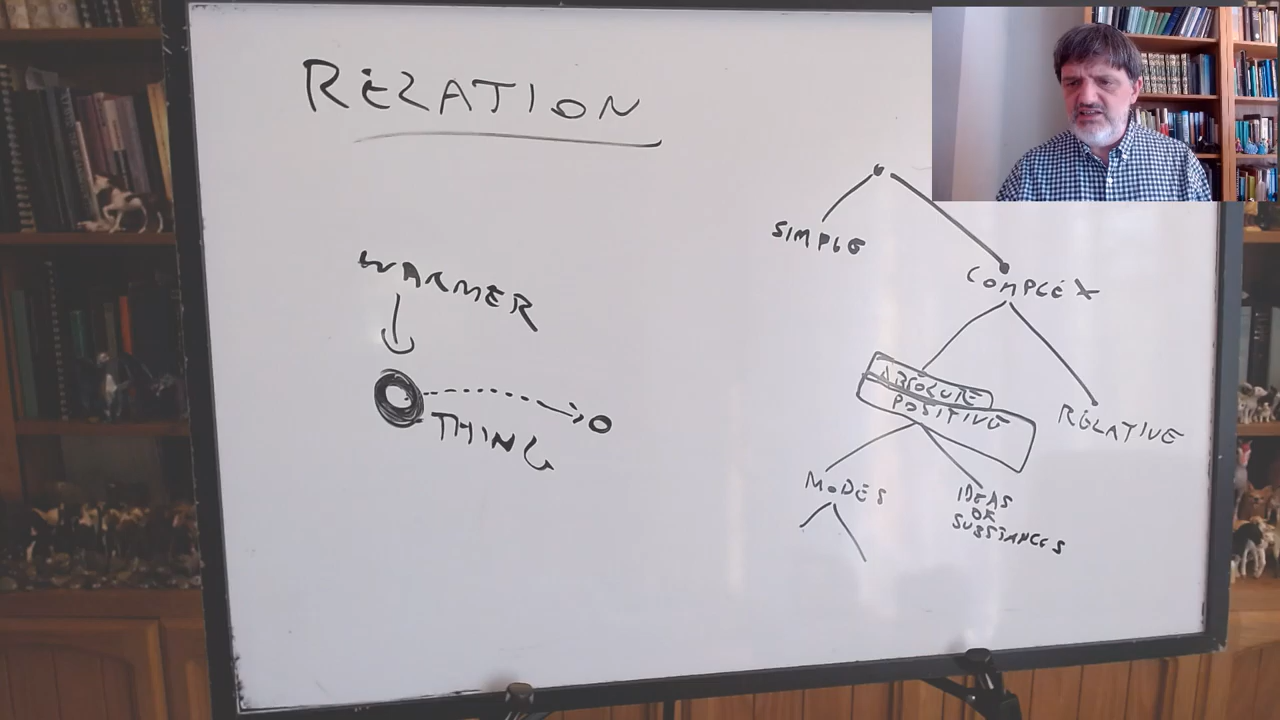 RELATION
WARMER
THING
SIMPLE
COMPLEX
ABSOLUTE
POSITIVE
RELATIVE
MODES
IDEAS
OF
SUBSTANCES